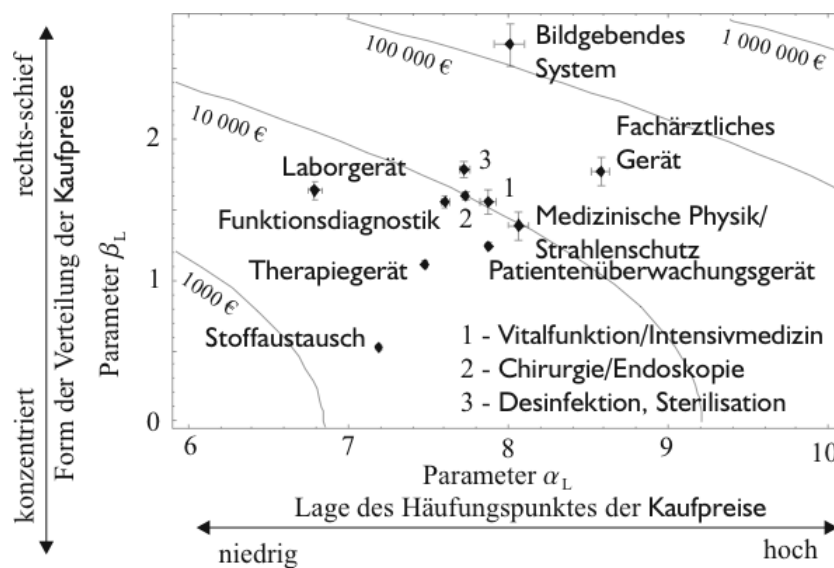 rechts-schief
Form der Verteilung der Kaufpreise
konzentriert
Parameter βL
2
1
0
100 000 €
1 000 000 €
10 000 €
1000 €
Bildgebendes
System
Fachärztliches
Gerät
3
Laborgerät
1
Funktionsdiagnostik
2
Medizinische Physik/
Strahlenschutz
Therapiegerät
Patientenüberwachungsgerät
Stoffaustausch
1 - Vitalfunktion/Intensivmedizin
2 - Chirurgie/Endoskopie
3 - Desinfektion, Sterilisation
6 7 8 9 10
Parameter αL
Lage des Häufungspunktes der Kaufpreise
niedrig hoch